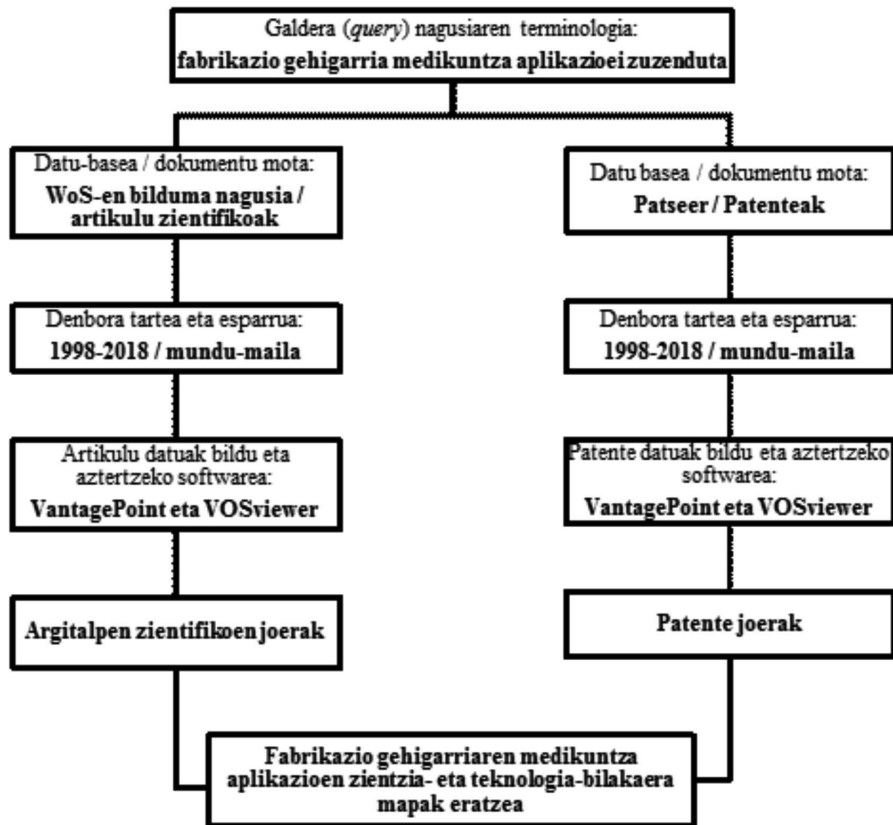 Galdera (query) nagusiaren terminologia:
fabrikazio gehigarria medikuntza aplikazioei zuzenduta
Datu-basea / dokumentu mota:
WoS-en bilduma nagusia /
artikulu zientifikoak
Datu basea / dokumentu mota:
Patseer / Patenteak
Denbora tartea eta esparrua:
1998-2018 / mundu-maila
Denbora tartea eta esparrua:
1998-2018 / mundu-maila
Artikulu datuak bildu eta
aztertzeko softwarea:
VantagePoint eta VOSviewer
Patente datuak bildu eta aztertzeko
softwarea:
VantagePoint eta VOSviewer
Argitalpen zientifikoen joerak
Patente joerak
Fabrikazio gehigarriaren medikuntza
aplikazioen zientzia- eta teknologia-bilakaera
mapak eratzea